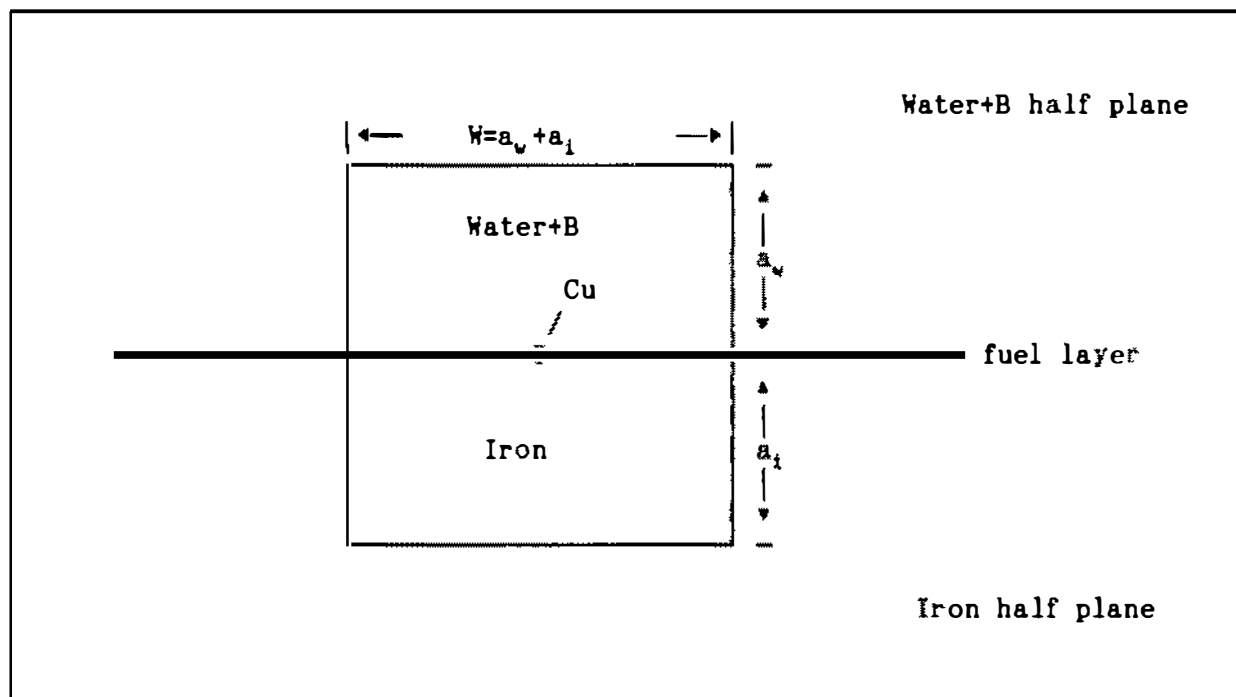 Water+B half plane
W=a_w+a_i
Water+B
a_w
Cu
fuel layer
Iron
a_i
Iron half plane